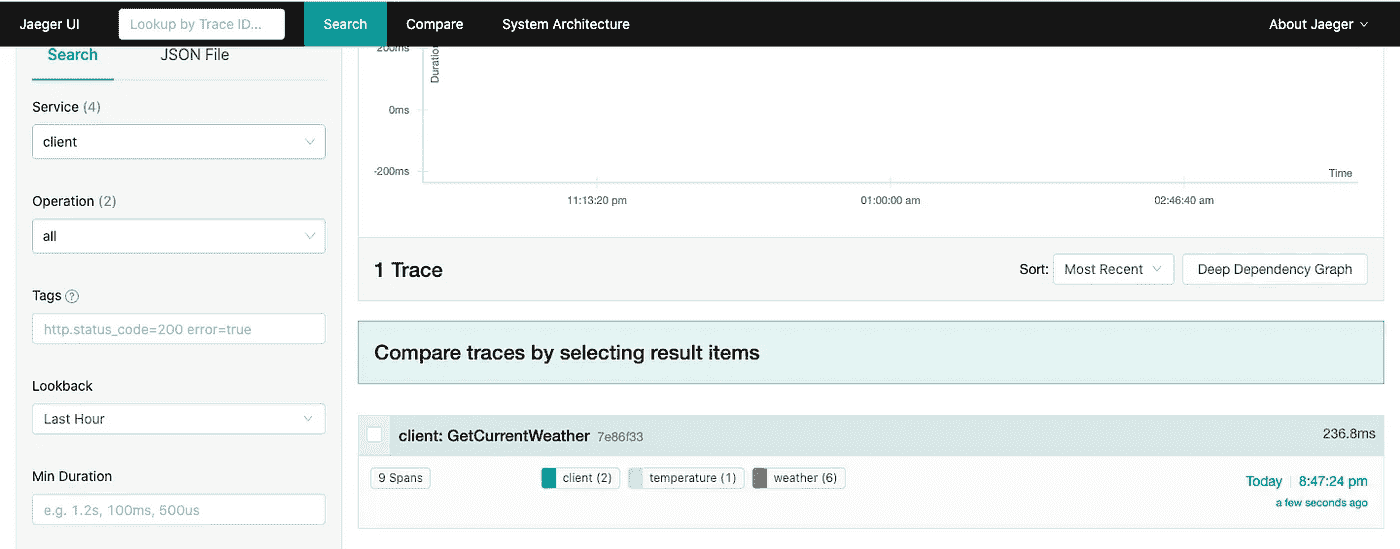 Jaeger UI Lookup by Trace ID... Search Compare System Architecture About Jaeger
Search JSON File
Service (4)
client
Operation (2)
all
Tags ?
http.status_code=200 error=true
Lookback
Last Hour
Min Duration
e.g. 1.2s, 100ms, 500us
200ms
Duration
0ms
-200ms
Time
11:13:20 pm 01:00:00 am 02:46:40 am
1 Trace Sort: Most Recent Deep Dependency Graph
Compare traces by selecting result items
client: GetCurrentWeather 7e86f33 236.8ms
9 Spans client (2) temperature (1) weather (6) Today 8:47:24 pm
a few seconds ago